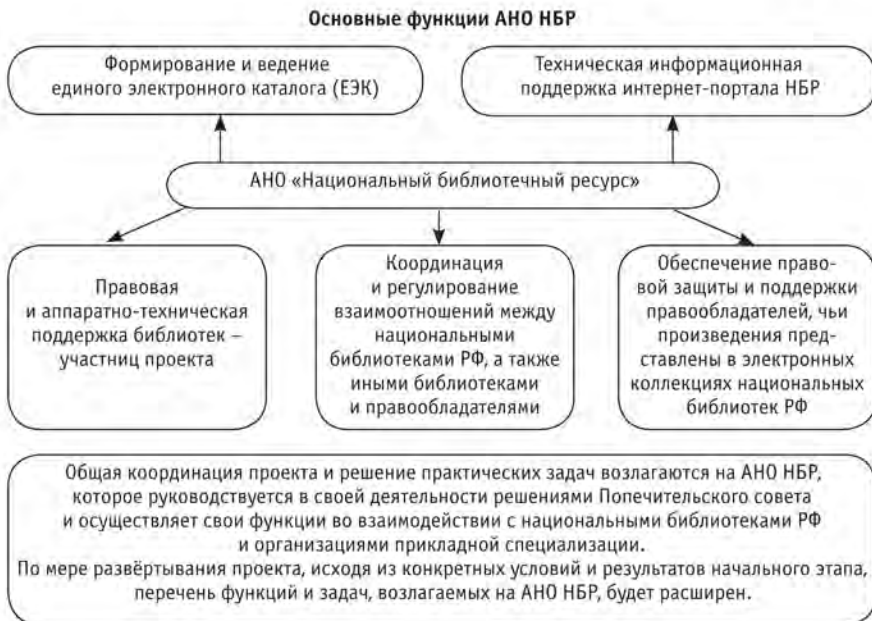 Основные функции АНО НБР
Формирование и ведение
единого электронного каталога (ЕЭК)
Техническая информационная
поддержка интернет-портала НБР
АНО «Национальный библиотечный ресурс»
Правовая
и аппаратно-техническая
поддержка библиотек –
участниц проекта
Координация
и регулирование
взаимоотношений между
национальными
библиотеками РФ, а также
иными библиотеками
и правообладателями
Обеспечение право-
вой защиты и поддержки
правообладателей, чьи
произведения пред-
ставлены в электронных
коллекциях национальных
библиотек РФ
Общая координация проекта и решение практических задач возлагаются на АНО НБР,
которое руководствуется в своей деятельности решениями Попечительского совета
и осуществляет свои функции во взаимодействии с национальными библиотеками РФ
и организациями прикладной специализации.
По мере развёртывания проекта, исходя из конкретных условий и результатов начального этапа,
перечень функций и задач, возлагаемых на АНО НБР, будет расширен.